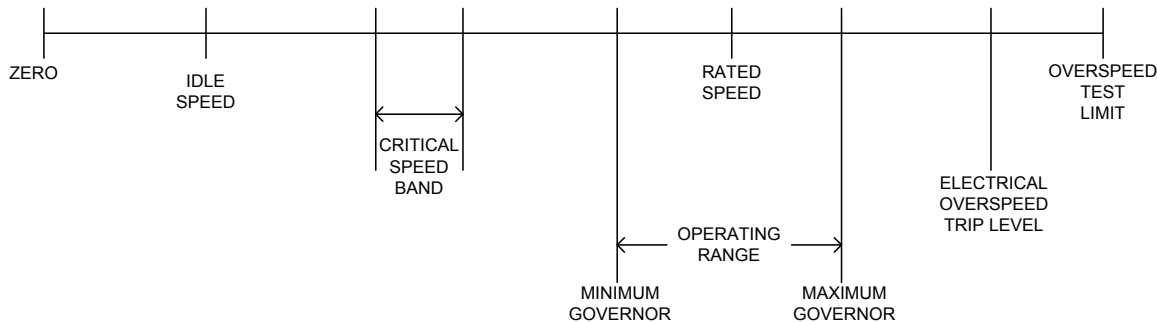 ZERO
IDLE
SPEED
CRITICAL
SPEED
BAND
RATED
SPEED
OVERSPEED
TEST
LIMIT
ELECTRICAL
OVERSPEED
TRIP LEVEL
OPERATING
RANGE
MINIMUM
GOVERNOR
MAXIMUM
GOVERNOR